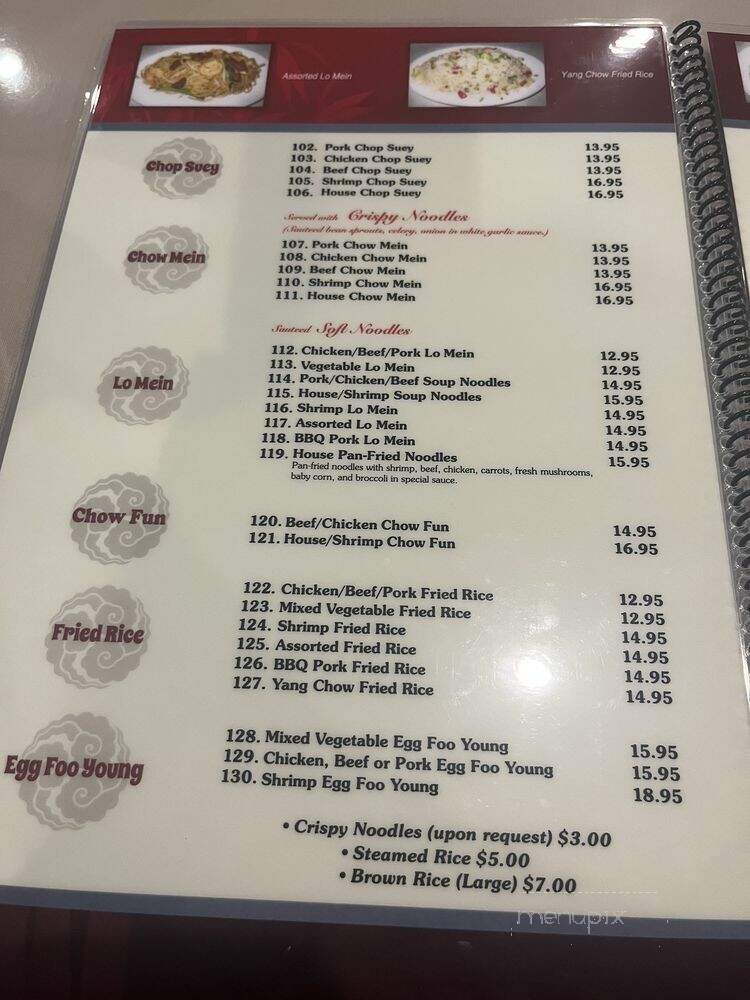 Assorted Lo Mein
Yang Chow Fried Rice
Chop Suey
102. Pork Chop Suey 13.95
103. Chicken Chop Suey 13.95
104. Beef Chop Suey 13.95
105. Shrimp Chop Suey 16.95
106. House Chop Suey 16.95
Served with Crispy Noodles
(Sauteed bean sprouts, celery, onion in white garlic sauce.)
Chow Mein
107. Pork Chow Mein 13.95
108. Chicken Chow Mein 13.95
109. Beef Chow Mein 13.95
110. Shrimp Chow Mein 16.95
111. House Chow Mein 16.95
Sauteed Soft Noodles
Lo Mein
112. Chicken/Beef/Pork Lo Mein 12.95
113. Vegetable Lo Mein 12.95
114. Pork/Chicken/Beef Soup Noodles 14.95
115. House/Shrimp Soup Noodles 15.95
116. Shrimp Lo Mein 14.95
117. Assorted Lo Mein 14.95
118. BBQ Pork Lo Mein 14.95
119. House Pan-Fried Noodles 15.95
Pan-fried noodles with shrimp, beef, chicken, carrots, fresh mushrooms,
baby corn, and broccoli in special sauce.
Chow Fun
120. Beef/Chicken Chow Fun 14.95
121. House/Shrimp Chow Fun 16.95
Fried Rice
122. Chicken/Beef/Pork Fried Rice 12.95
123. Mixed Vegetable Fried Rice 12.95
124. Shrimp Fried Rice 14.95
125. Assorted Fried Rice 14.95
126. BBQ Pork Fried Rice 14.95
127. Yang Chow Fried Rice 14.95
Egg Foo Young
128. Mixed Vegetable Egg Foo Young 15.95
129. Chicken, Beef or Pork Egg Foo Young 15.95
130. Shrimp Egg Foo Young 18.95
• Crispy Noodles (upon request) $3.00
• Steamed Rice $5.00
• Brown Rice (Large) $7.00
menupix